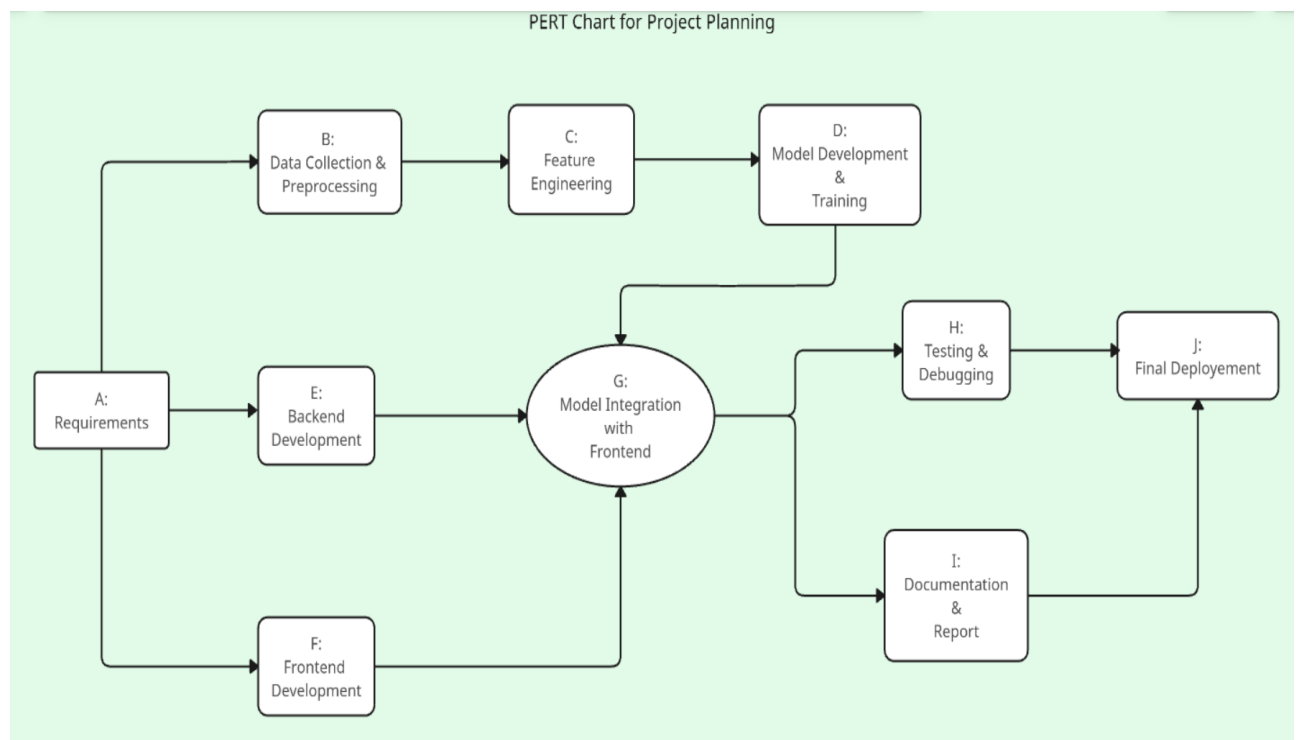 PERT Chart for Project Planning
B:
Data Collection &
Preprocessing
C:
Feature
Engineering
D:
Model Development
&
Training
A:
Requirements
E:
Backend
Development
G:
Model Integration
with
Frontend
H:
Testing &
Debugging
J:
Final Deployement
F:
Frontend
Development
I:
Documentation
&
Report